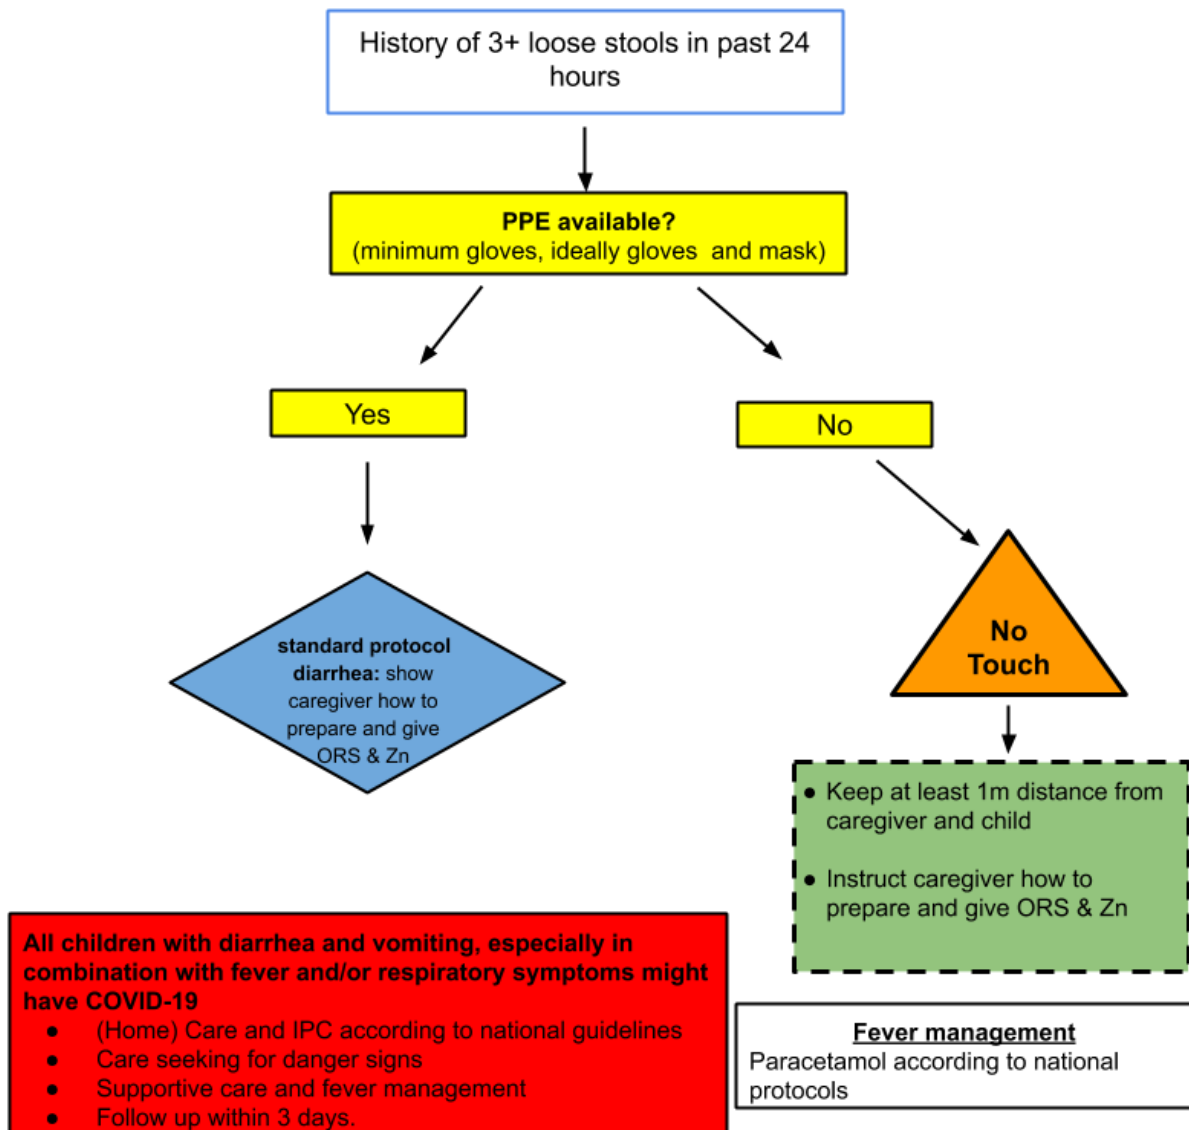 History of 3+ loose stools in past 24
hours
PPE available?
(minimum gloves, ideally gloves and mask)
Yes
No
standard protocol
diarrhea: show
caregiver how to
prepare and give
ORS & Zn
No
Touch
● Keep at least 1m distance from
caregiver and child
● Instruct caregiver how to
prepare and give ORS & Zn
All children with diarrhea and vomiting, especially in
combination with fever and/or respiratory symptoms might
have COVID-19
● (Home) Care and IPC according to national guidelines
● Care seeking for danger signs
● Supportive care and fever management
● Follow up within 3 days.
Fever management
Paracetamol according to national
protocols